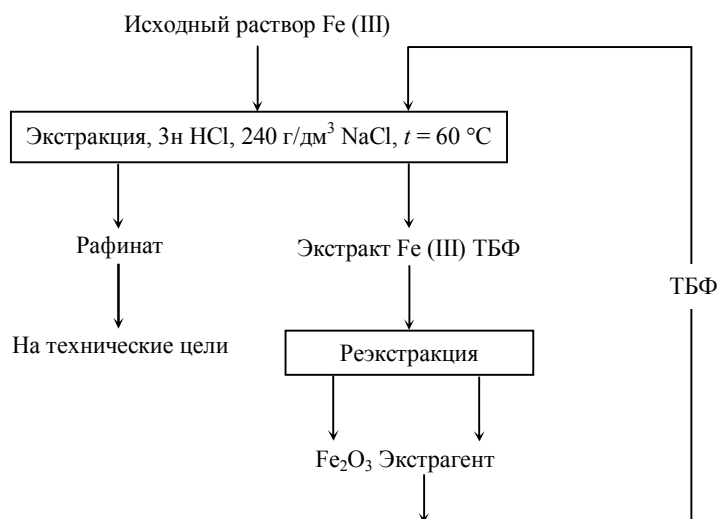 Исходный раствор Fe (III)
Экстракция, 3н HCl, 240 г/дм³ NaCl, t = 60 °C
Рафинат
Экстракт Fe (III) ТБФ
ТБФ
На технические цели
Реэкстракция
Fe₂O₃ Экстрагент